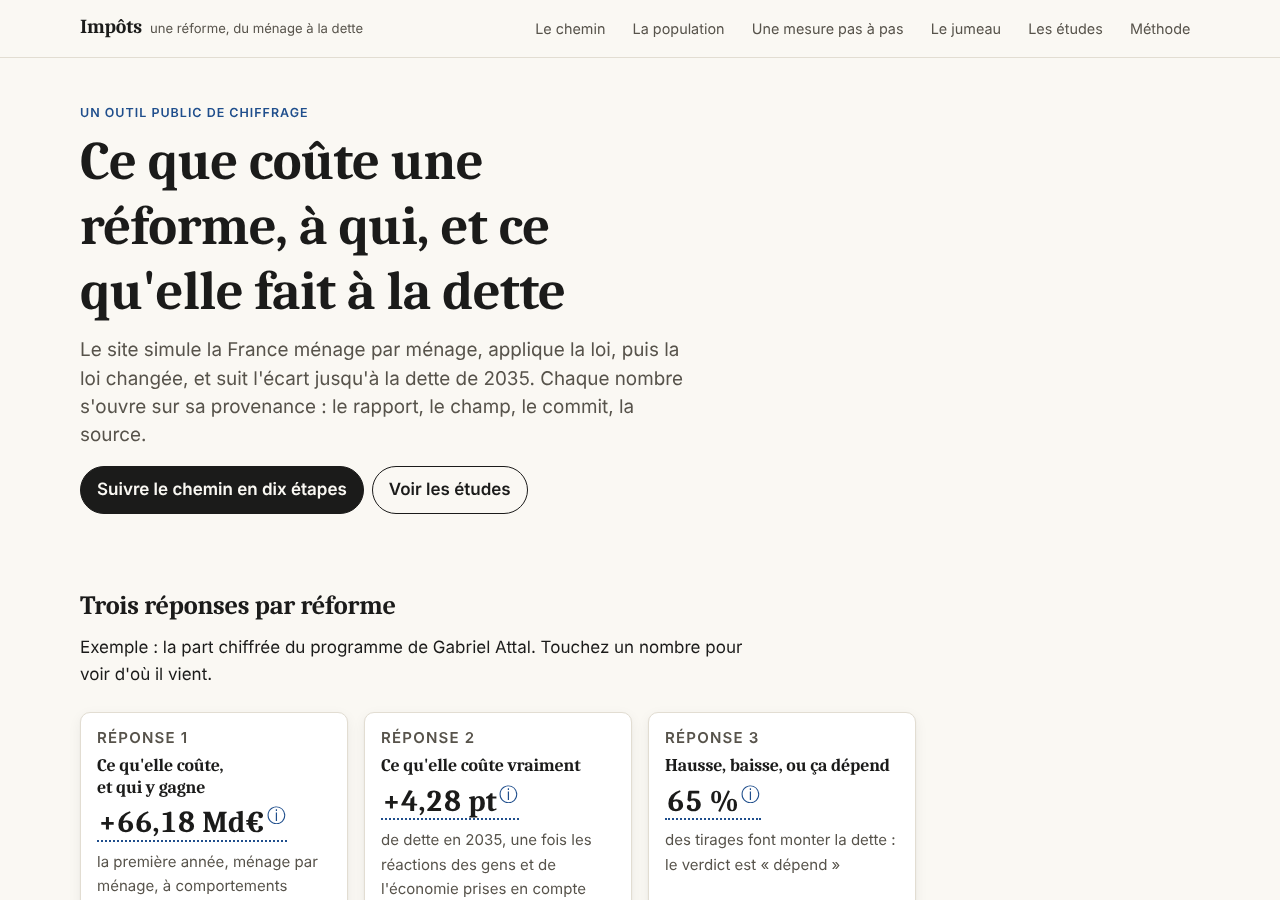 Impôts une réforme, du ménage à la dette
Le chemin La population Une mesure pas à pas Le jumeau Les études Méthode
UN OUTIL PUBLIC DE CHIFFRAGE
Ce que coûte une
réforme, à qui, et ce
qu'elle fait à la dette
Le site simule la France ménage par ménage, applique la loi, puis la
loi changée, et suit l'écart jusqu'à la dette de 2035. Chaque nombre
s'ouvre sur sa provenance : le rapport, le champ, le commit, la
source.
Suivre le chemin en dix étapes
Voir les études
Trois réponses par réforme
Exemple : la part chiffrée du programme de Gabriel Attal. Touchez un nombre pour
voir d'où il vient.
RÉPONSE 1
Ce qu'elle coûte,
et qui y gagne
+66,18 Md€ ⓘ
la première année, ménage par
ménage, à comportements
RÉPONSE 2
Ce qu'elle coûte vraiment
+4,28 pt ⓘ
de dette en 2035, une fois les
réactions des gens et de
l'économie prises en compte
RÉPONSE 3
Hausse, baisse, ou ça dépend
65 % ⓘ
des tirages font monter la dette :
le verdict est « dépend »